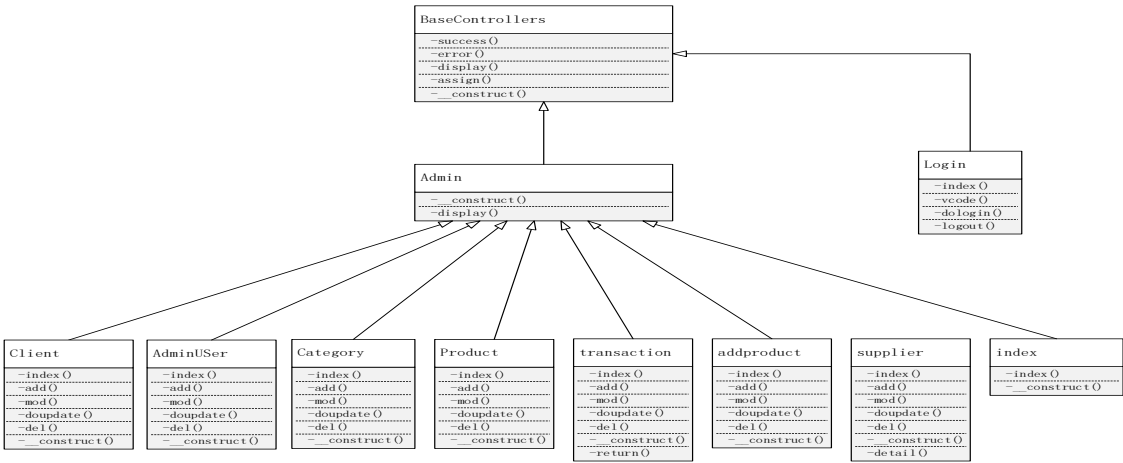 BaseControllers
-success()
-error()
-display()
-assign()
-__construct()
Admin
-__construct()
-display()
Login
-index()
-vcode()
-dologin()
-logout()
Client
-index()
-add()
-mod()
-doupdate()
-del()
-__construct()
AdminUSer
-index()
-add()
-mod()
-doupdate()
-del()
-__construct()
Category
-index()
-add()
-mod()
-doupdate()
-del()
-__construct()
Product
-index()
-add()
-mod()
-doupdate()
-del()
-__construct()
transaction
-index()
-add()
-mod()
-doupdate()
-del()
-__construct()
-return()
addproduct
-index()
-add()
-mod()
-doupdate()
-del()
-__construct()
supplier
-index()
-add()
-mod()
-doupdate()
-del()
-__construct()
-detail()
index
-index()
-__construct()